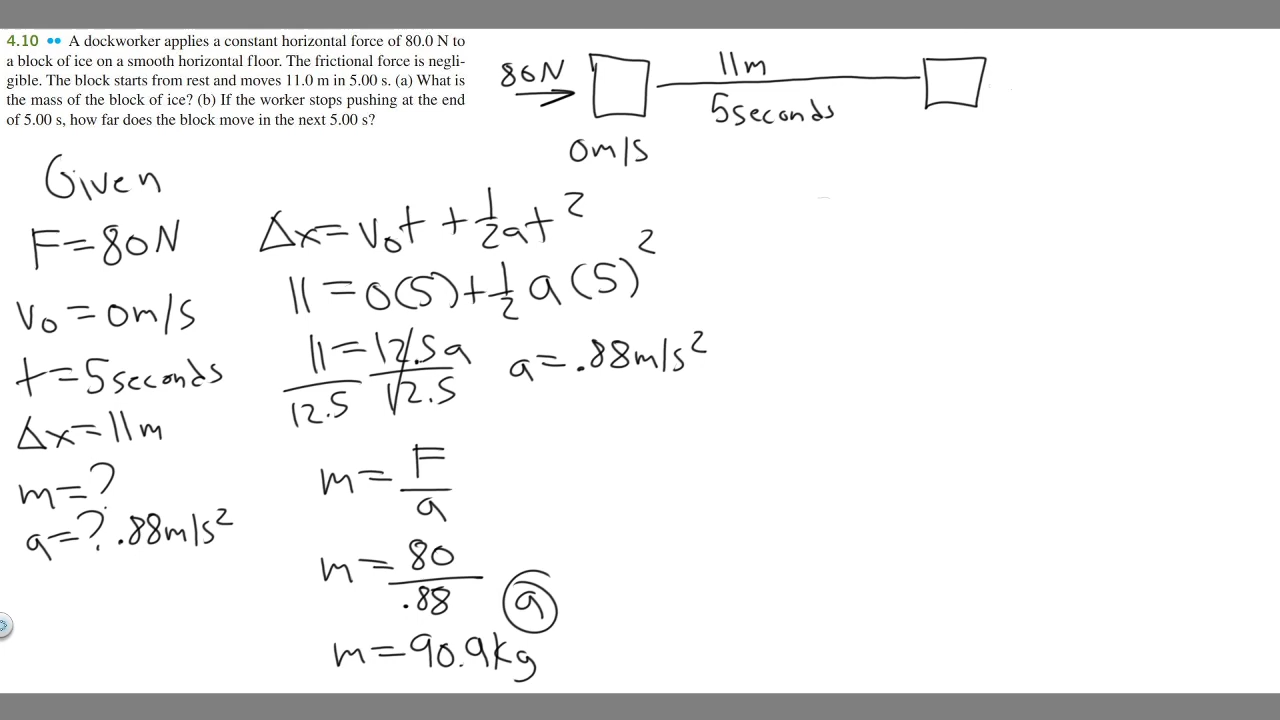 4.10 •• A dockworker applies a constant horizontal force of 80.0 N to
a block of ice on a smooth horizontal floor. The frictional force is negli-
gible. The block starts from rest and moves 11.0 m in 5.00 s. (a) What is
the mass of the block of ice? (b) If the worker stops pushing at the end
of 5.00 s, how far does the block move in the next 5.00 s?
80N
11m
5seconds
0m/s
Given
F=80N
v₀=0m/s
t=5seconds
Δx=11m
m=?
a=? .88m/s²
Δx=v₀t+½at²
11=0(5)+½a(5)²
11=12.5a
12.5 12.5
a=.88m/s²
m=F/a
m=80/.88
a
m=90.9kg